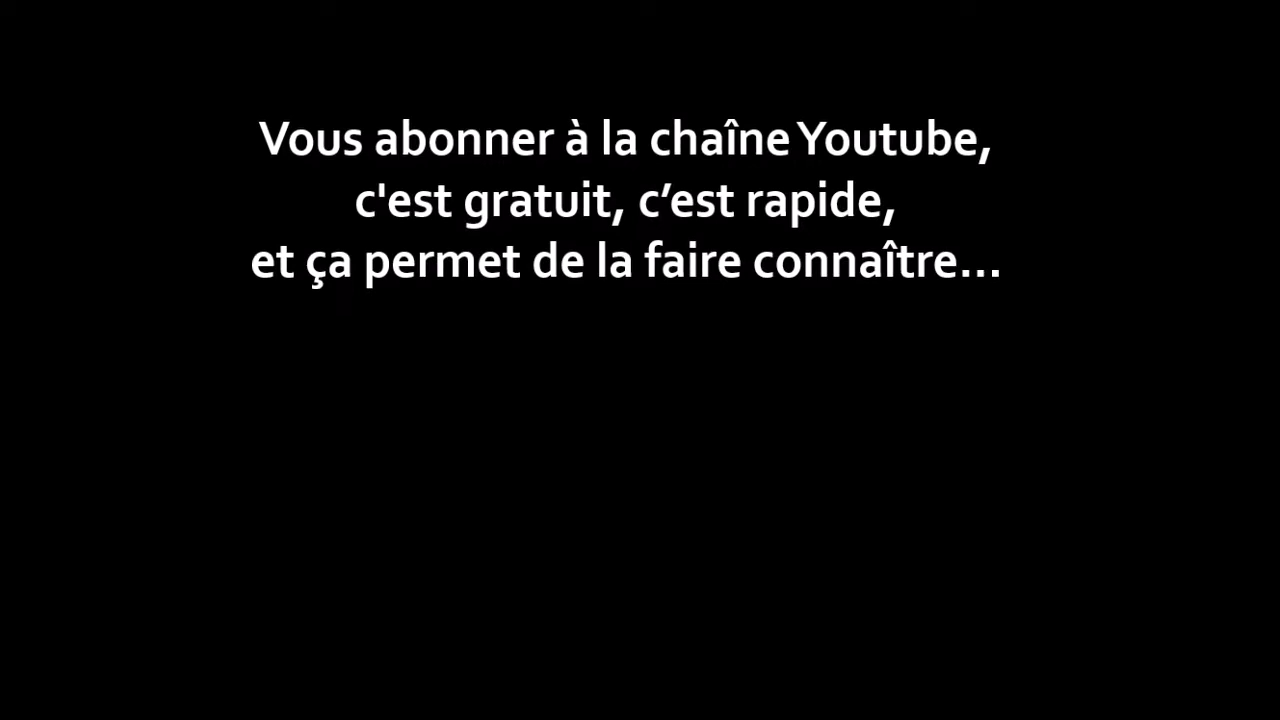 Vous abonner à la chaîne Youtube,
c'est gratuit, c’est rapide,
et ça permet de la faire connaître...